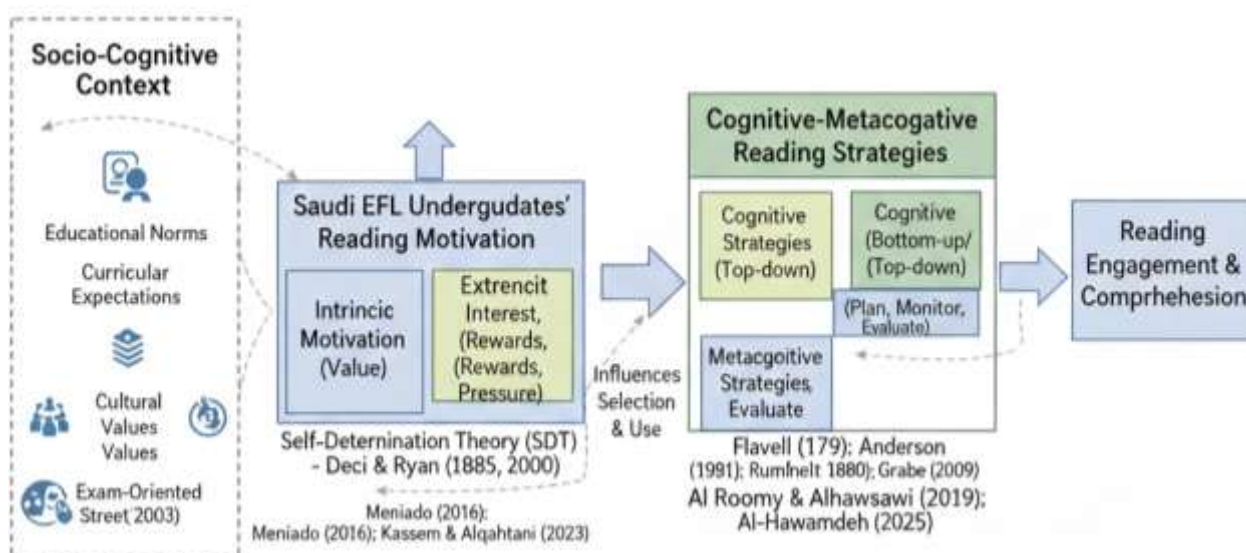 Socio-Cognitive
Context
Educational Norms
Curricular
Expectations
Cultural
Values
Values
Exam-Oriented
Street 2003)
Saudi EFL Undergudates'
Reading Motivation
Intrincic
Motivation
(Value)
Extrencit
Interest,
(Rewards,
(Rewards,
Pressure)
Self-Deternination Theory (SDT)
- Deci & Ryan (1885, 2000)
Meniado (2016):
Meniado (2016); Kassem & Alqahtani (2023)
Influences
Selection
& Use
Cognitive-Metacogative
Reading Strategies
Cognitive
Strategies
(Top-down)
Cognitive
(Bottom-up/
(Top-down)
(Plan, Monitor,
Evaluate)
Metacgoitive
Strategies,
Evaluate
Flavell (179); Anderson
(1991); Rumfnelt 1880); Grabe (2009)
Al Roomy & Alhawsawi (2019);
Al-Hawamdeh (2025)
Reading
Engagement &
Comprhehesion